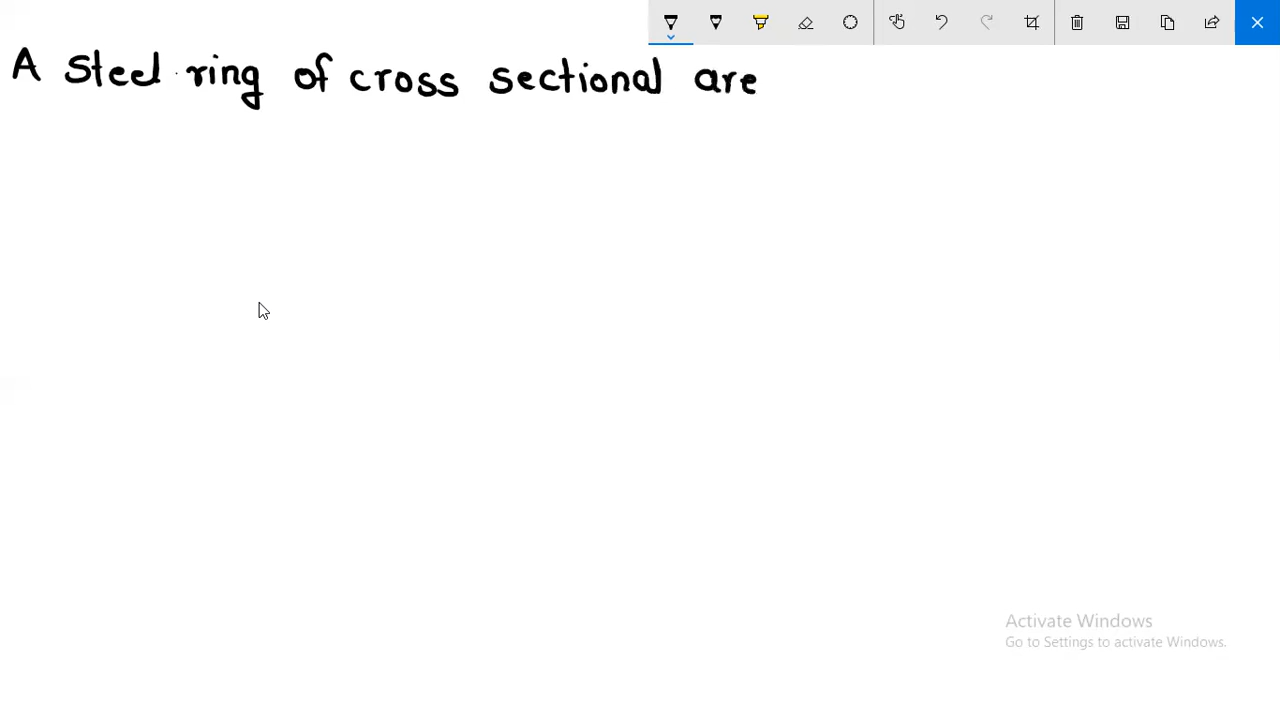 A Steel ring of cross sectional are
Activate Windows
Go to Settings to activate Windows.